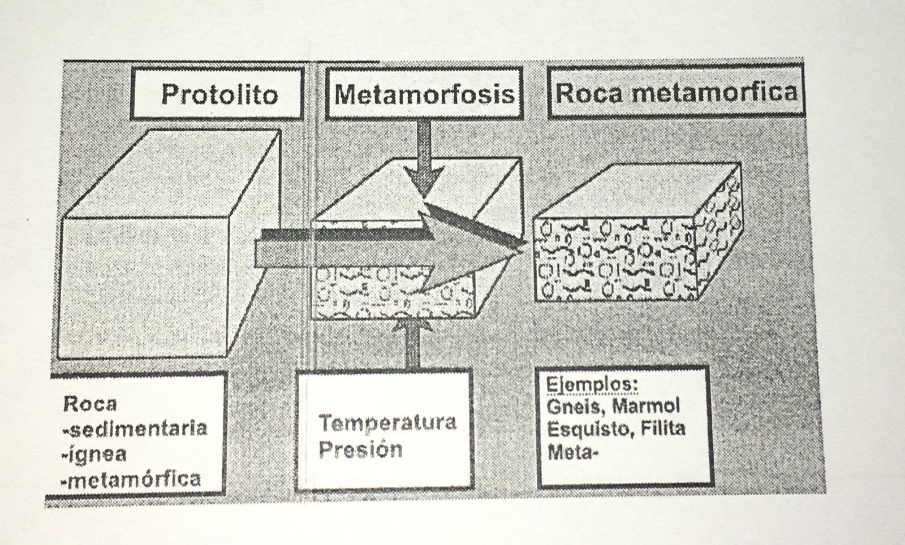 Protolito
Metamorfosis
Roca metamorfica
Roca
-sedimentaria
-ígnea
-metamórfica
Temperatura
Presión
Ejemplos:
Gneis, Marmol
Esquisto, Filita
Meta-